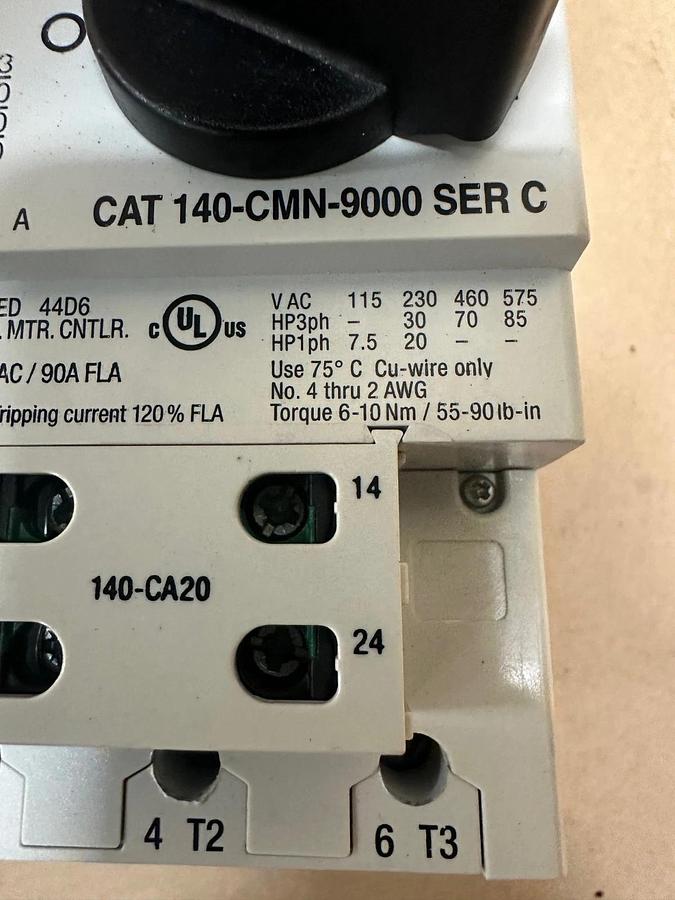 O
A CAT 140-CMN-9000 SER C
ED 44D6
. MTR. CNTLR.
AC / 90A FLA
ripping current 120 % FLA
c UL US
V AC 115 230 460 575
HP3ph – 30 70 85
HP1ph 7.5 20 – –
Use 75° C Cu-wire only
No. 4 thru 2 AWG
Torque 6-10 Nm / 55-90 lb-in
14
140-CA20
24
4 T2 6 T3